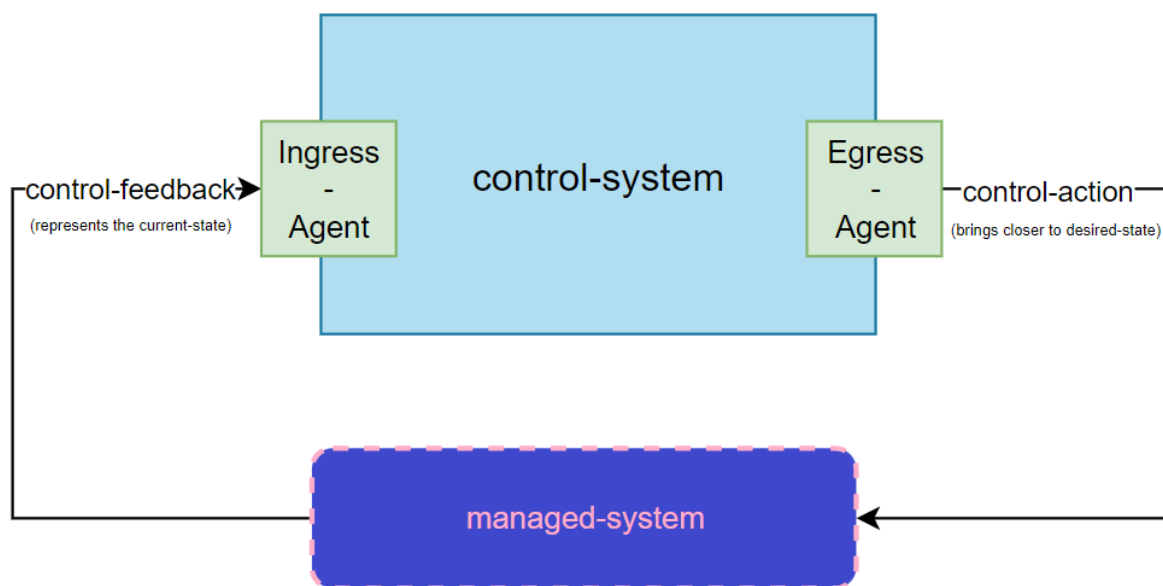 Ingress
-
Agent
control-system
Egress
-
Agent
control-feedback
(represents the current-state)
control-action
(brings closer to desired-state)
managed-system